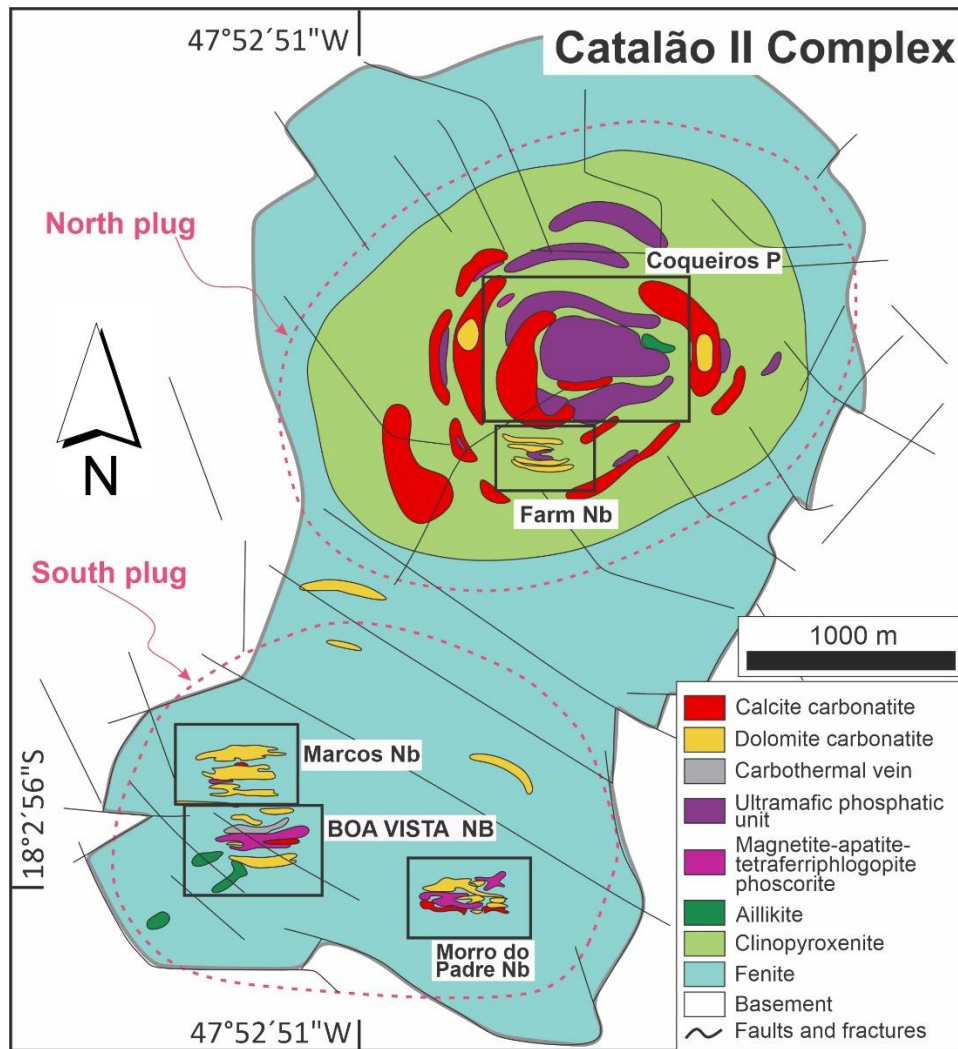 47°52´51"W
Catalão II Complex
North plug
Coqueiros P
N
Farm Nb
South plug
1000 m
Marcos Nb
BOA VISTA NB
18°2´56"S
Morro do
Padre Nb
47°52´51"W
Calcite carbonatite
Dolomite carbonatite
Carbothermal vein
Ultramafic phosphatic
unit
Magnetite-apatite-
tetraferriphlogopite
phoscorite
Aillikite
Clinopyroxenite
Fenite
Basement
Faults and fractures